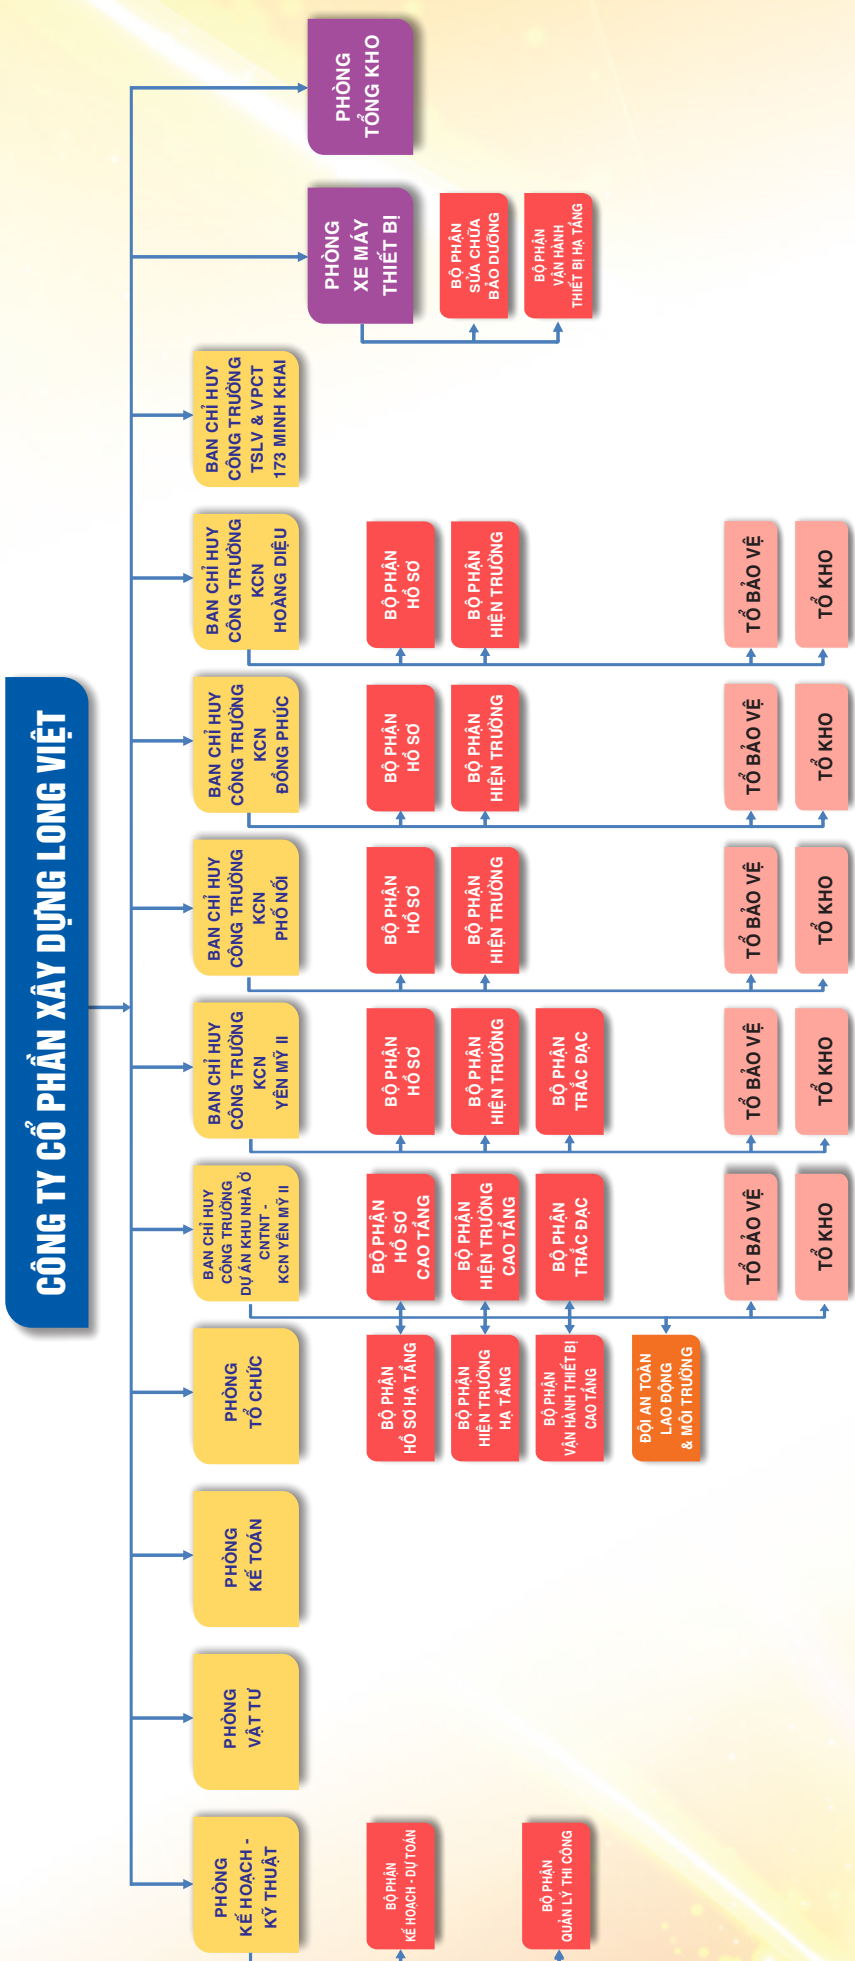 CÔNG TY CỔ PHẦN XÂY DỰNG LONG VIỆT
PHÒNG
KẾ HOẠCH -
KỸ THUẬT
PHÒNG
VẬT TƯ
PHÒNG
KẾ TOÁN
PHÒNG
TỔ CHỨC
BAN CHỈ HUY
CÔNG TRƯỜNG
DỰ ÁN KHU NHÀ Ở
CNTNT -
KCN YÊN MỸ II
BAN CHỈ HUY
CÔNG TRƯỜNG
KCN
YÊN MỸ II
BAN CHỈ HUY
CÔNG TRƯỜNG
KCN
PHỐ NỐI
BAN CHỈ HUY
CÔNG TRƯỜNG
KCN
ĐỒNG PHÚC
BAN CHỈ HUY
CÔNG TRƯỜNG
KCN
HOÀNG DIỆU
BAN CHỈ HUY
CÔNG TRƯỜNG
TSLV & VPCT
173 MINH KHAI
PHÒNG
XE MÁY
THIẾT BỊ
PHÒNG
TỔNG KHO
BỘ PHẬN
KẾ HOẠCH - DỰ TOÁN
BỘ PHẬN
QUẢN LÝ THI CÔNG
BỘ PHẬN
HỒ SƠ HẠ TẦNG
BỘ PHẬN
HIỆN TRƯỜNG
HẠ TẦNG
BỘ PHẬN
VẬN HÀNH THIẾT BỊ
CAO TẦNG
ĐỘI AN TOÀN
LAO ĐỘNG
& MÔI TRƯỜNG
BỘ PHẬN
HỒ SƠ
CAO TẦNG
BỘ PHẬN
HIỆN TRƯỜNG
CAO TẦNG
BỘ PHẬN
TRẮC ĐẠC
TỔ BẢO VỆ
TỔ KHO
BỘ PHẬN
HỒ SƠ
BỘ PHẬN
HIỆN TRƯỜNG
BỘ PHẬN
TRẮC ĐẠC
TỔ BẢO VỆ
TỔ KHO
BỘ PHẬN
HỒ SƠ
BỘ PHẬN
HIỆN TRƯỜNG
TỔ BẢO VỆ
TỔ KHO
BỘ PHẬN
HỒ SƠ
BỘ PHẬN
HIỆN TRƯỜNG
TỔ BẢO VỆ
TỔ KHO
BỘ PHẬN
HỒ SƠ
BỘ PHẬN
HIỆN TRƯỜNG
TỔ BẢO VỆ
TỔ KHO
BỘ PHẬN
SỬA CHỮA
BẢO DƯỠNG
BỘ PHẬN
VẬN HÀNH
THIẾT BỊ HẠ TẦNG